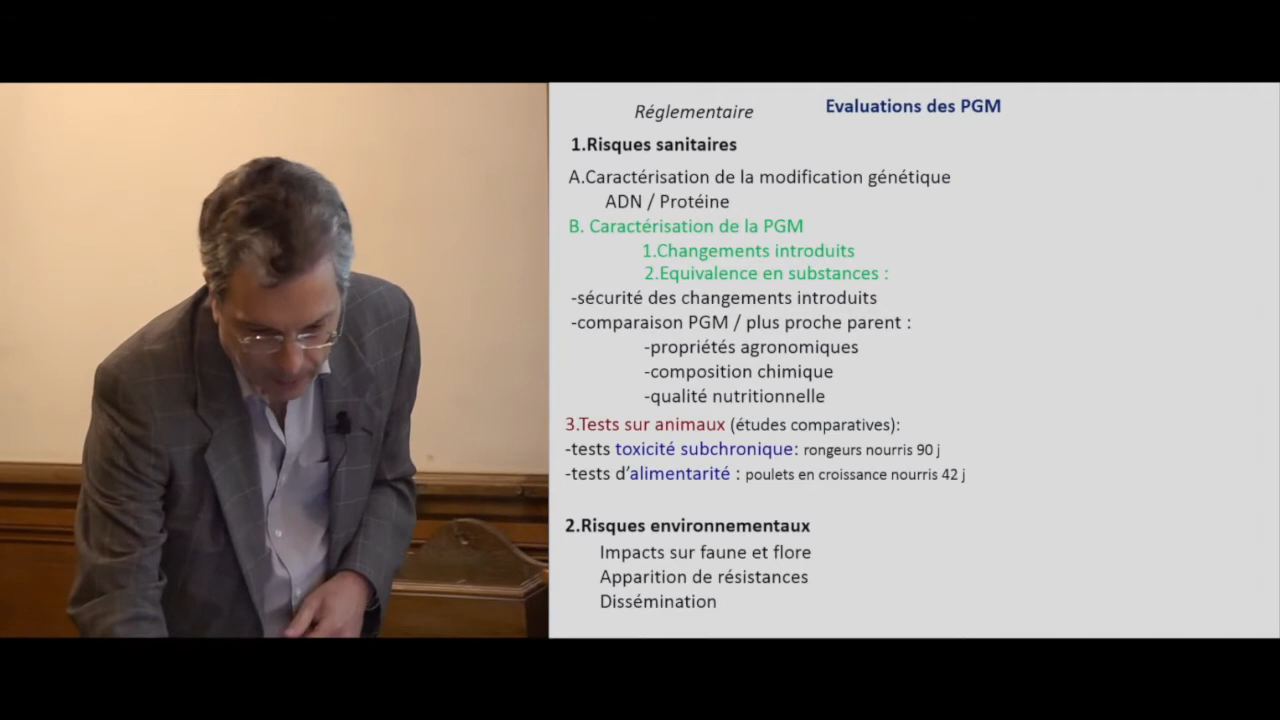 Réglementaire
Evaluations des PGM
1.Risques sanitaires
A.Caractérisation de la modification génétique
ADN / Protéine
B. Caractérisation de la PGM
1.Changements introduits
2.Equivalence en substances :
-sécurité des changements introduits
-comparaison PGM / plus proche parent :
-propriétés agronomiques
-composition chimique
-qualité nutritionnelle
3.Tests sur animaux (études comparatives):
-tests toxicité subchronique: rongeurs nourris 90 j
-tests d’alimentarité : poulets en croissance nourris 42 j
2.Risques environnementaux
Impacts sur faune et flore
Apparition de résistances
Dissémination